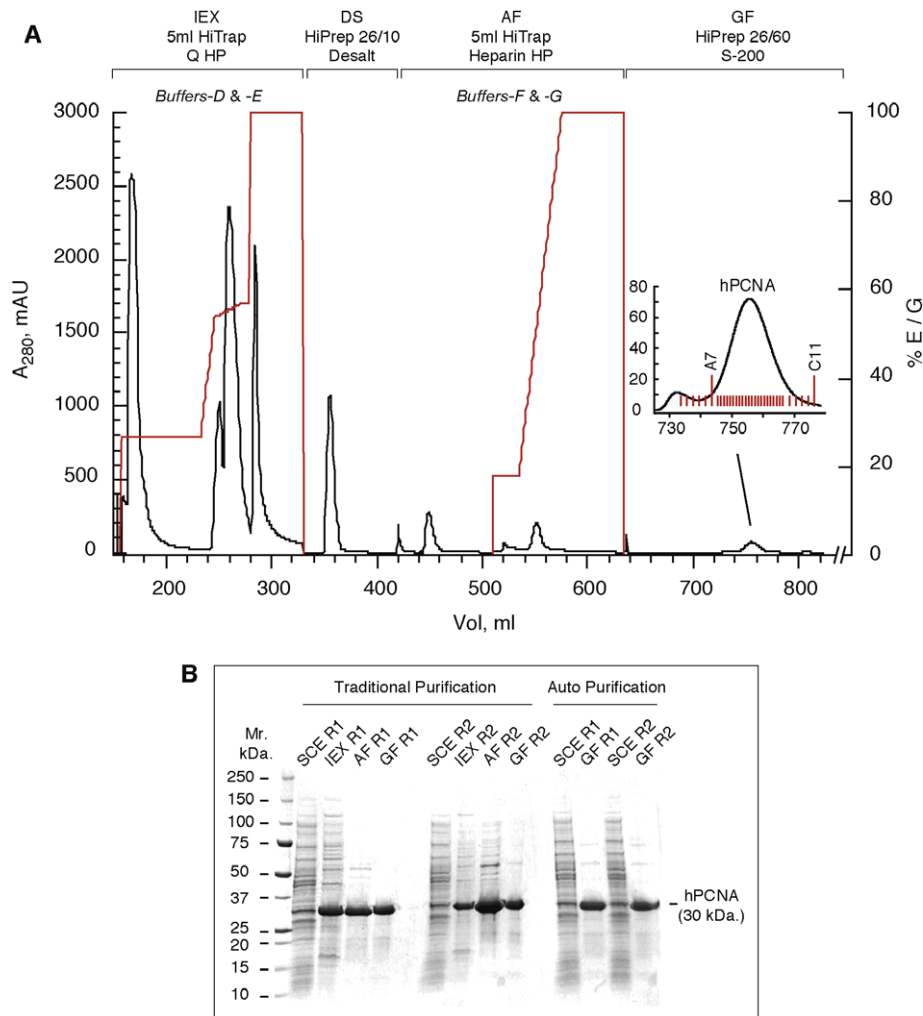 A
IEX
5ml HiTrap
Q HP
DS
HiPrep 26/10
Desalt
AF
5ml HiTrap
Heparin HP
GF
HiPrep 26/60
S-200
Buffers-D & -E
Buffers-F & -G
3000
2500
2000
1500
1000
500
0
A280, mAU
100
80
60
40
20
0
% E / G
200
300
400
500
600
700
800
Vol, ml
hPCNA
80
60
40
20
0
A7
C11
730
750
770
B
Traditional Purification
Auto Purification
Mr.
kDa.
SCE R1
IEX R1
AF R1
GF R1
SCE R2
IEX R2
AF R2
GF R2
SCE R1
GF R1
SCE R2
GF R2
250
150
100
75
50
37
25
20
15
10
hPCNA
(30 kDa.)